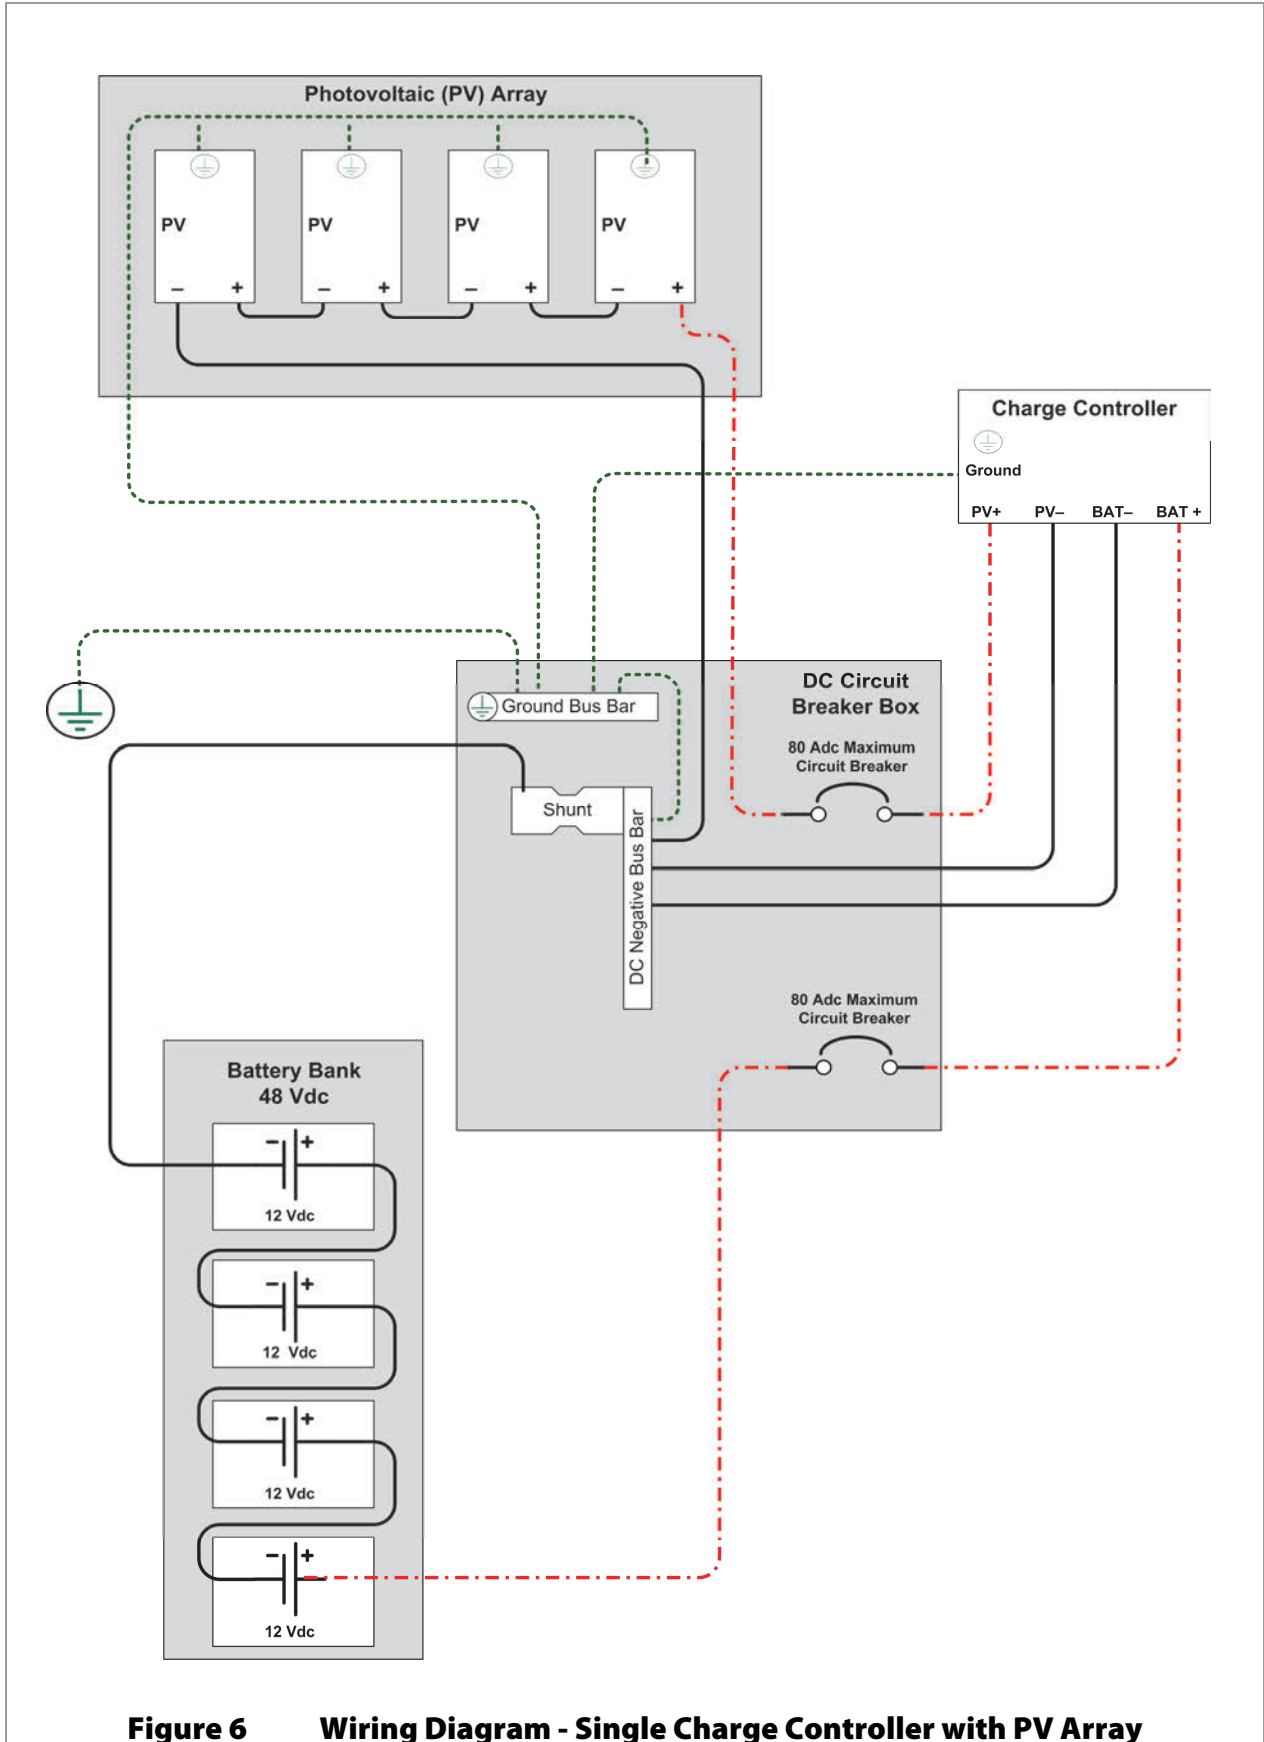 Photovoltaic (PV) Array
PV PV PV PV
– + – + – + – +
Charge Controller
Ground
PV+ PV– BAT– BAT +
DC Circuit
Breaker Box
Ground Bus Bar
80 Adc Maximum
Circuit Breaker
Shunt
DC Negative Bus Bar
80 Adc Maximum
Circuit Breaker
Battery Bank
48 Vdc
– +
12 Vdc
– +
12 Vdc
– +
12 Vdc
– +
12 Vdc
Figure 6 Wiring Diagram - Single Charge Controller with PV Array